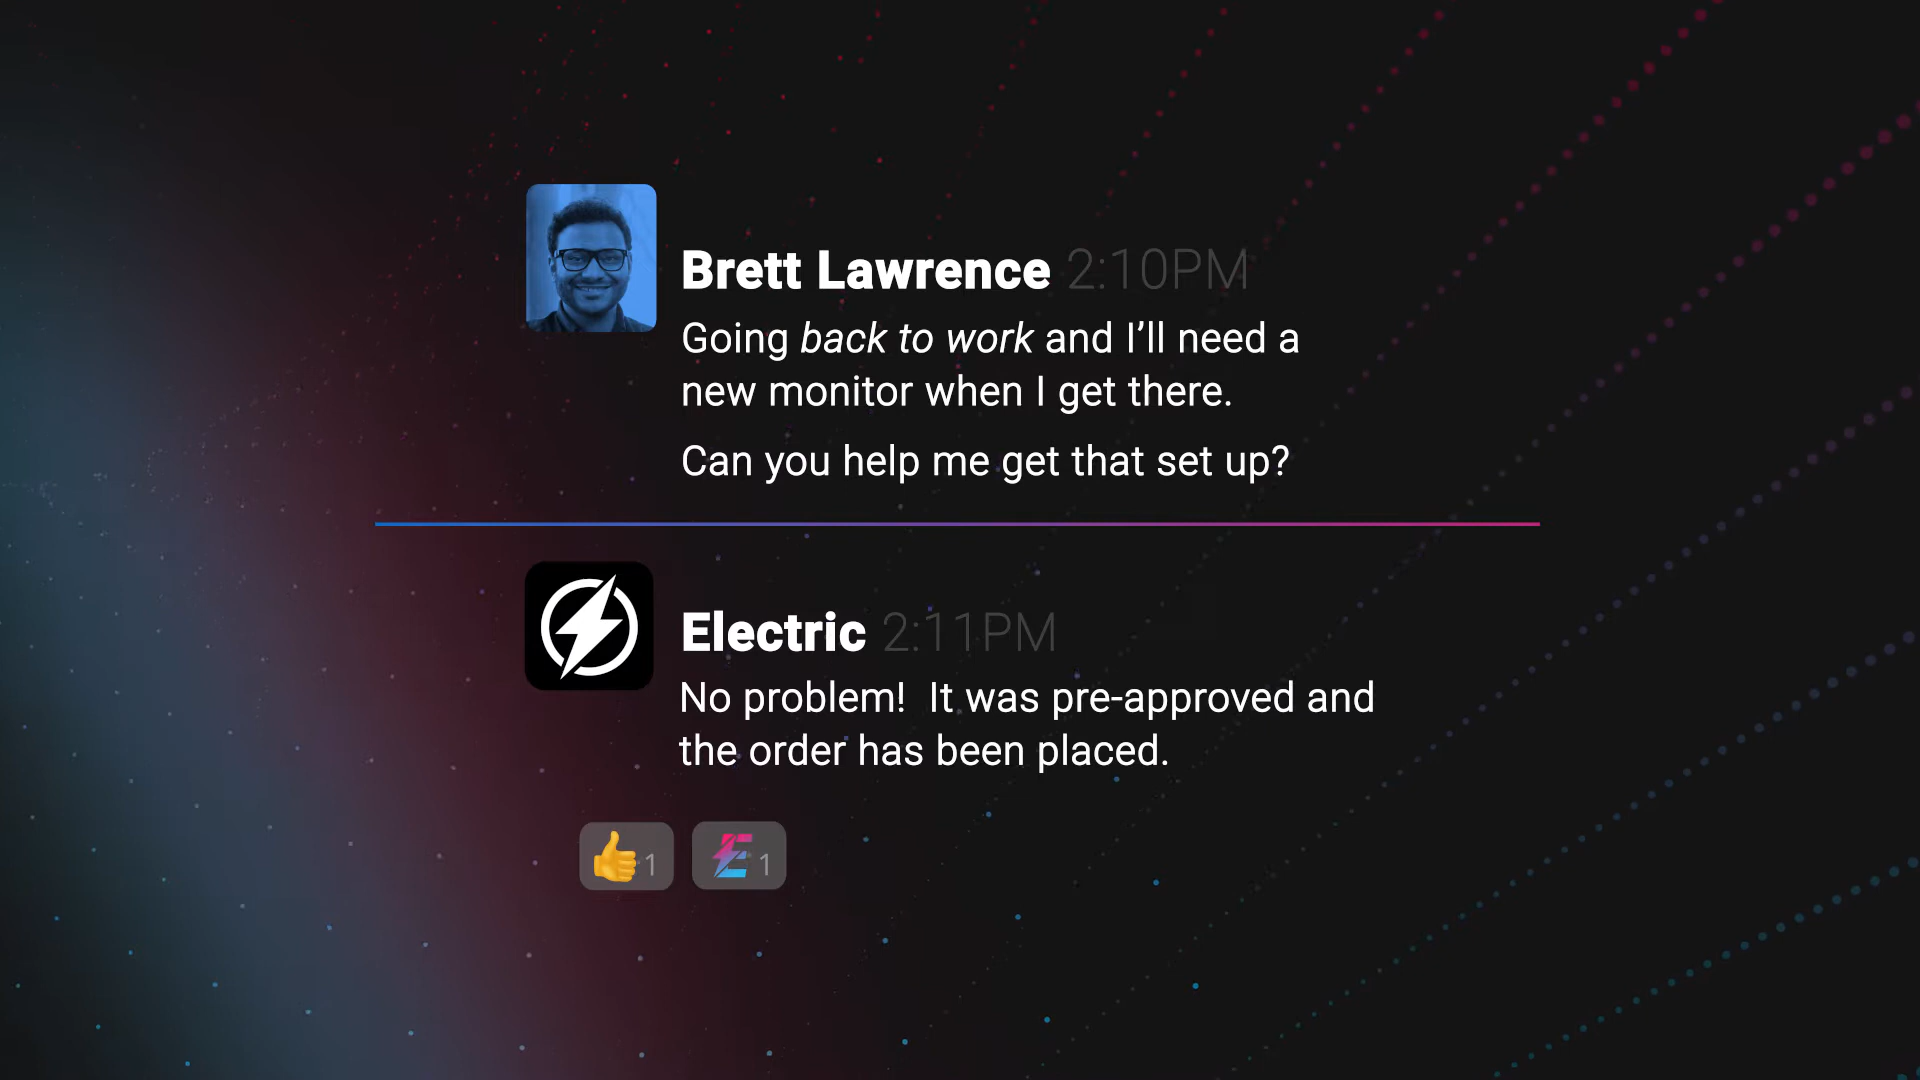 Brett Lawrence 2:10PM
Going back to work and I’ll need a
new monitor when I get there.
Can you help me get that set up?
Electric 2:11PM
No problem!  It was pre-approved and
the order has been placed.
1 E 1